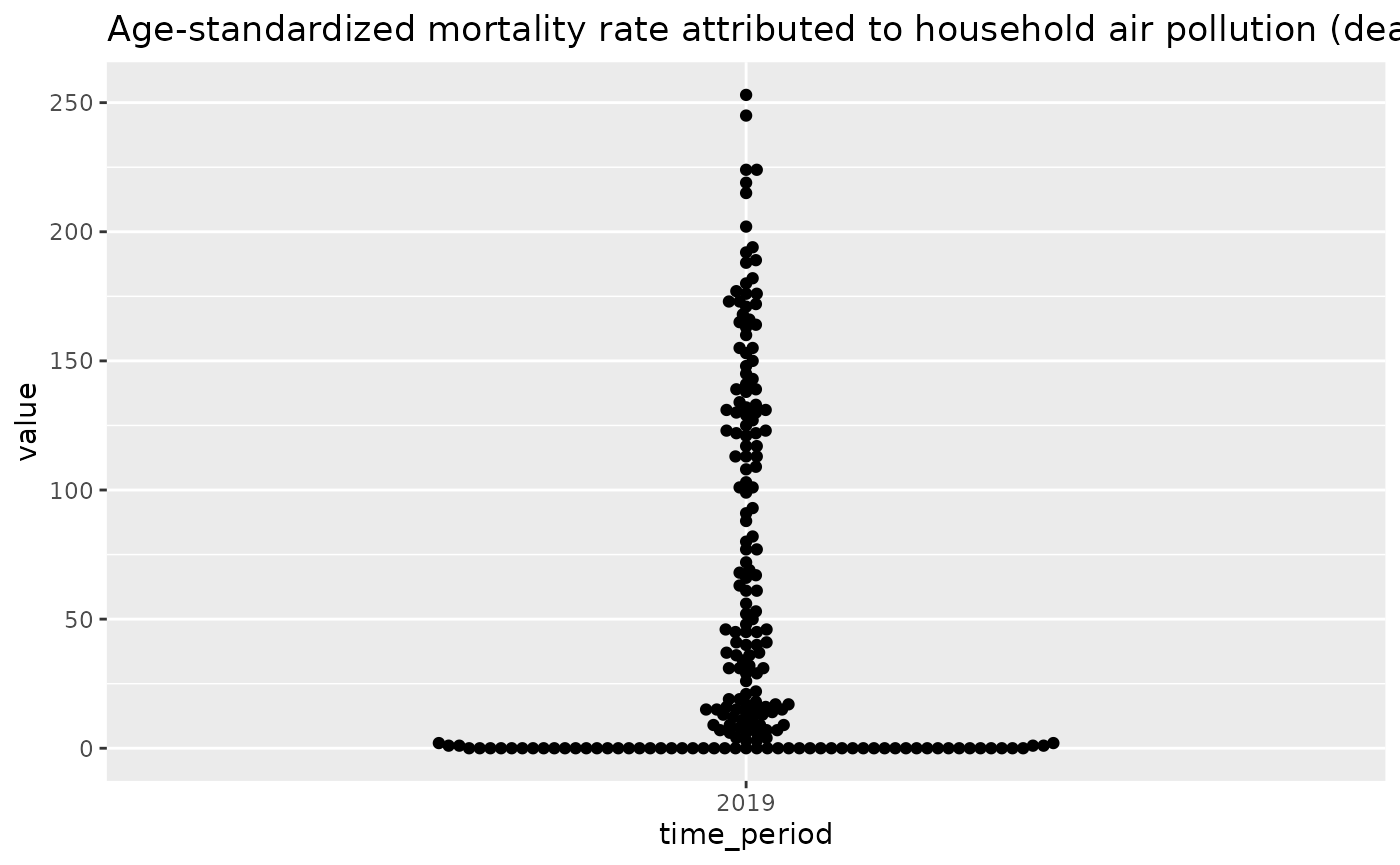 Age-standardized mortality rate attributed to household air pollution (dea
250
200
150
100
50
0
value
2019
time_period